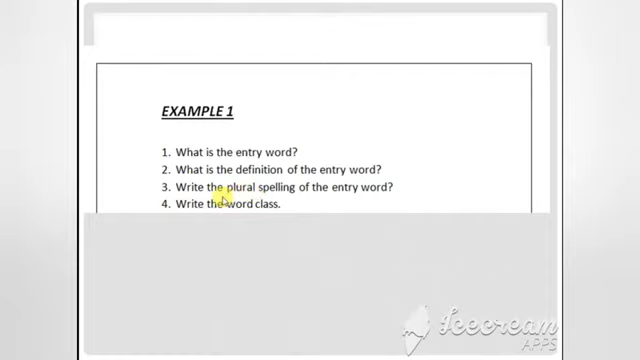 EXAMPLE 1
1. What is the entry word?
2. What is the definition of the entry word?
3. Write the plural spelling of the entry word?
4. Write the word class.
Icecream
APPS